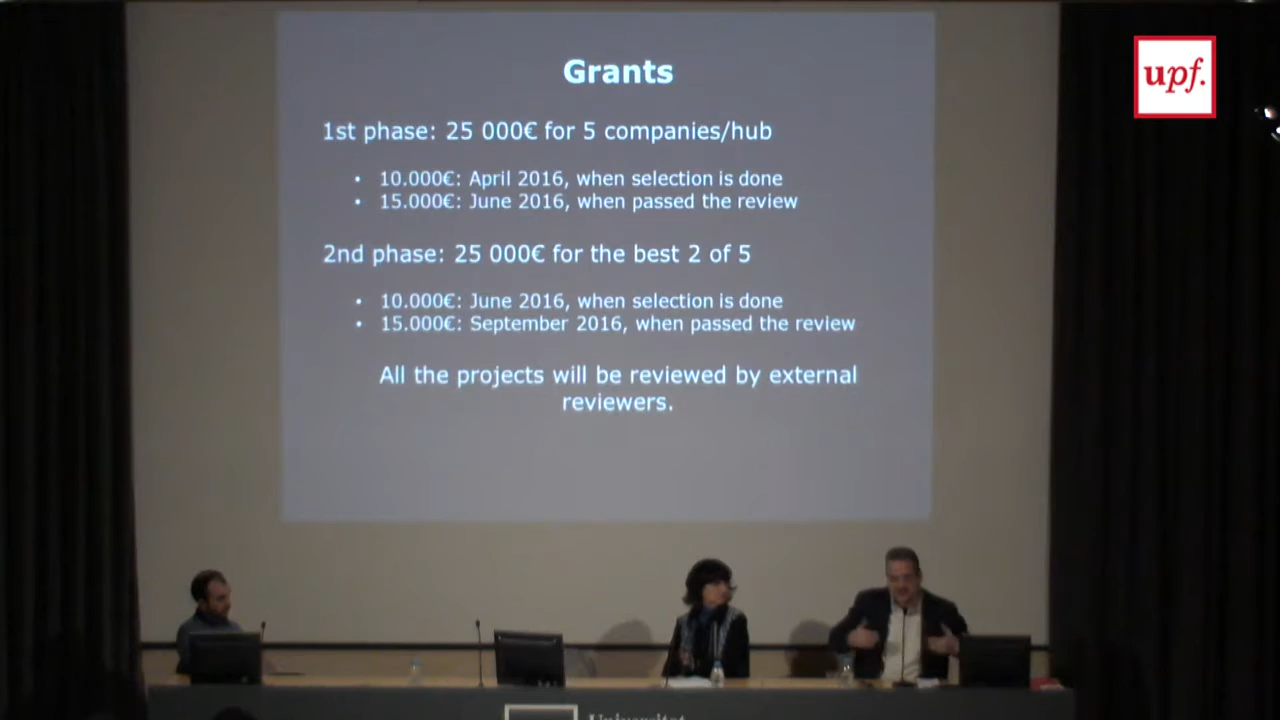 Grants
upf.
1st phase: 25 000€ for 5 companies/hub
• 10.000€: April 2016, when selection is done
• 15.000€: June 2016, when passed the review
2nd phase: 25 000€ for the best 2 of 5
• 10.000€: June 2016, when selection is done
• 15.000€: September 2016, when passed the review
All the projects will be reviewed by external
reviewers.
Universitat